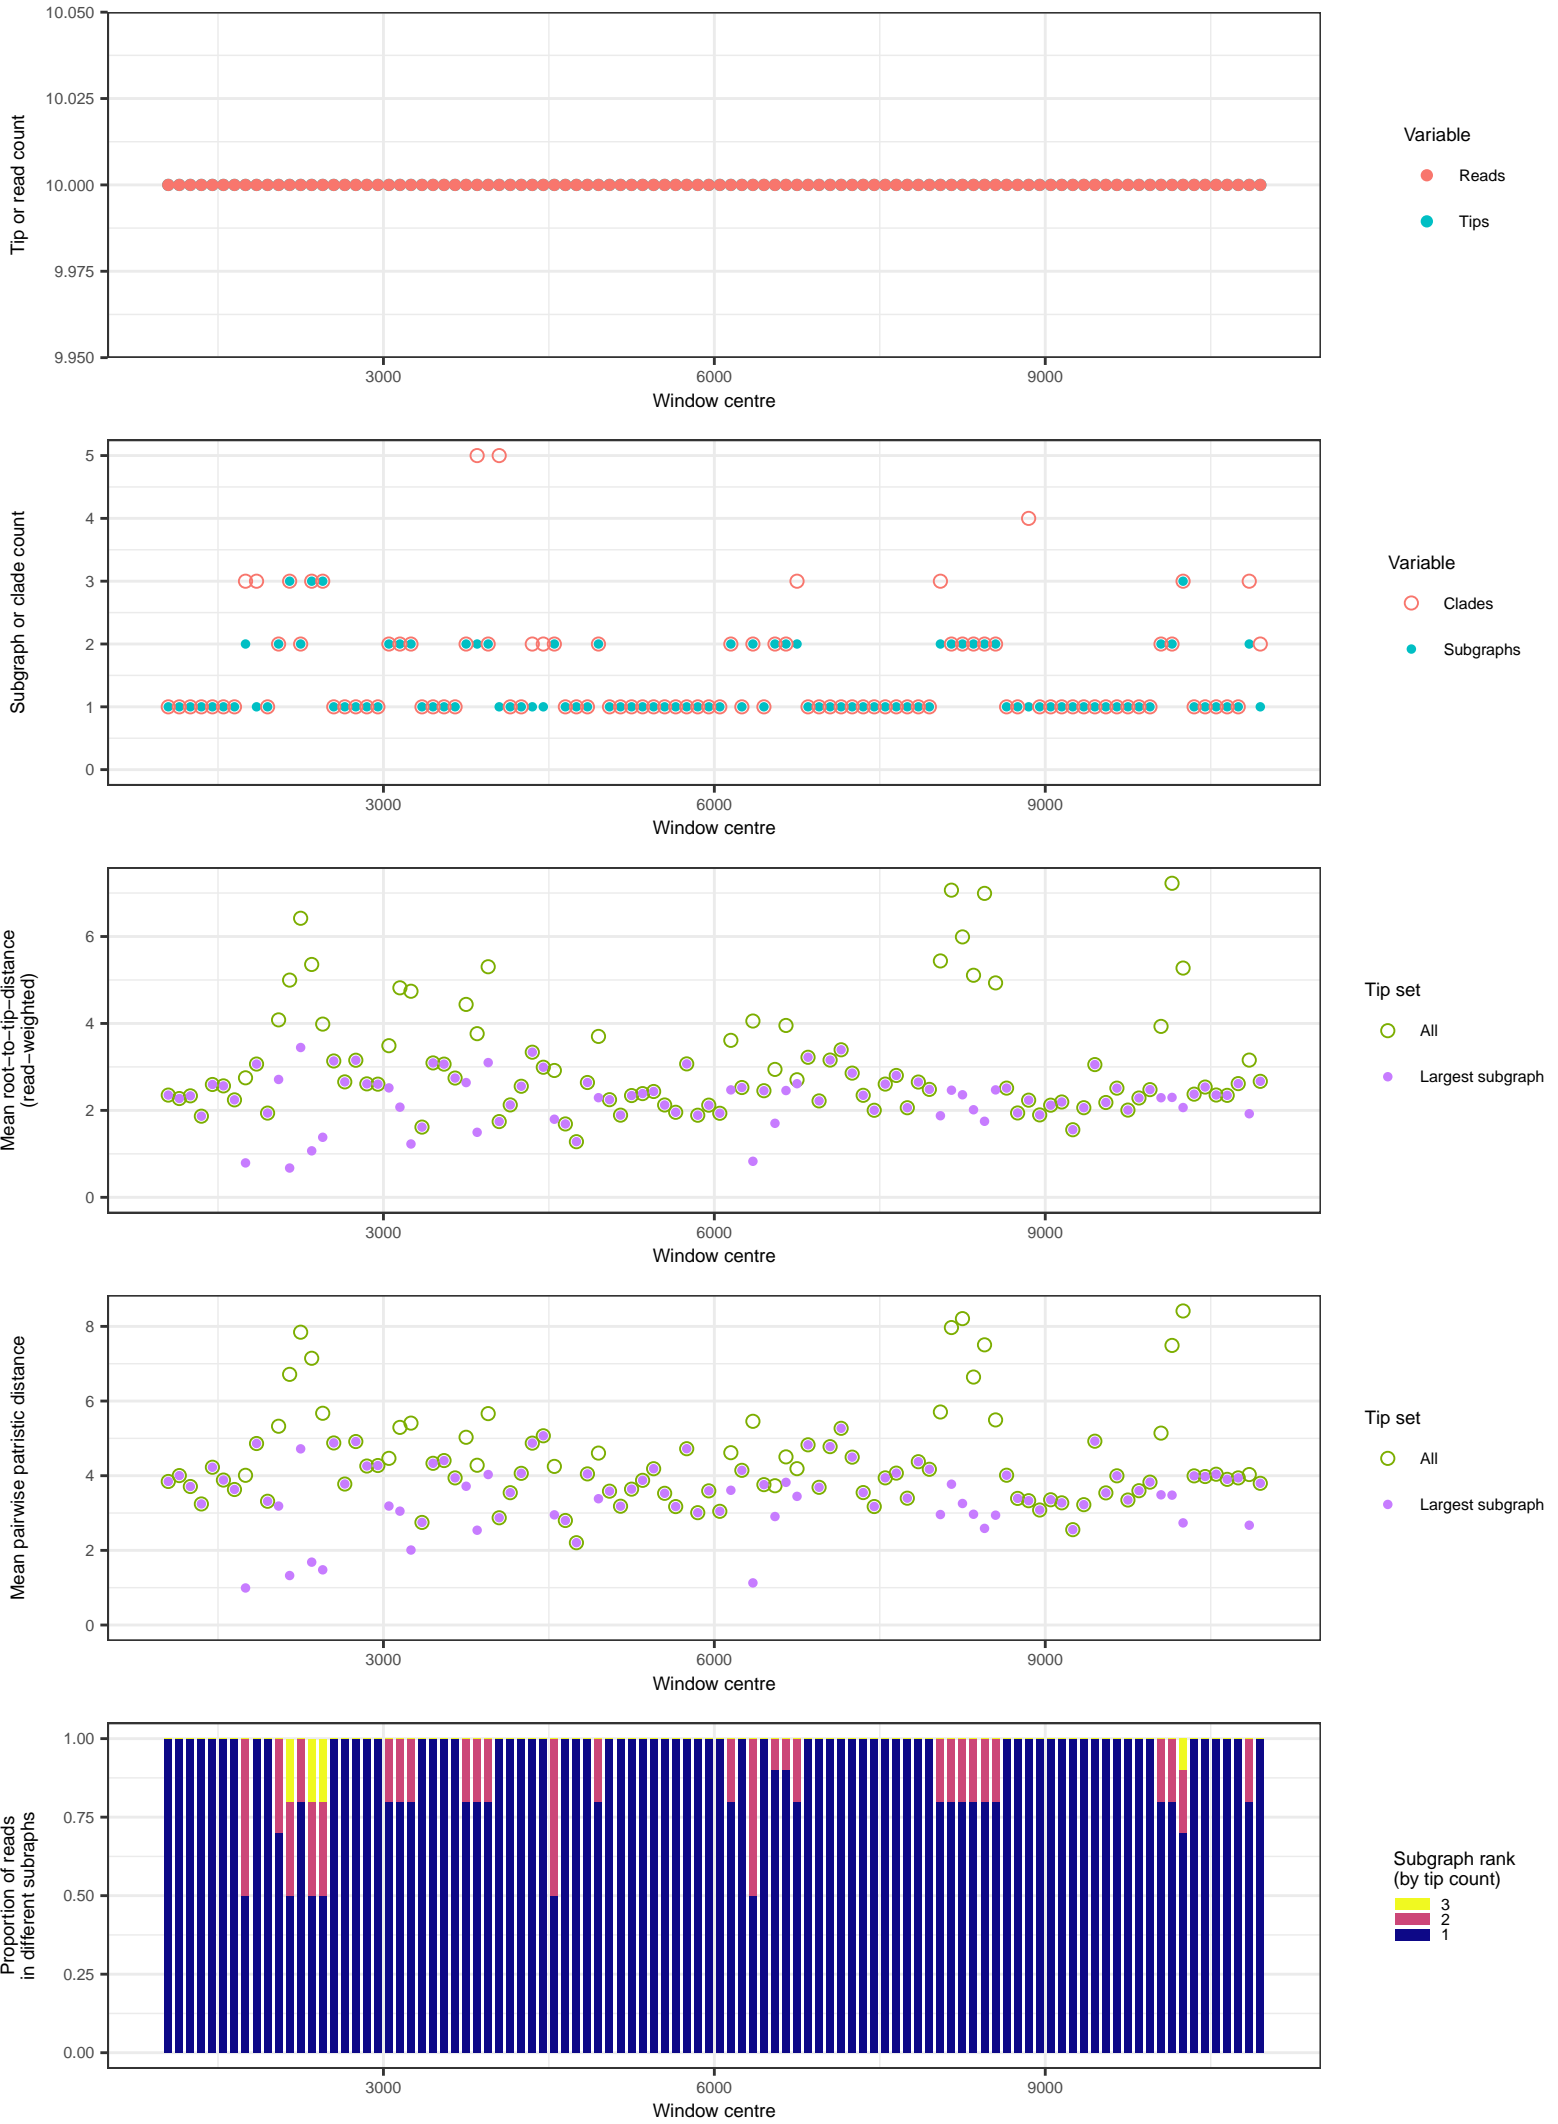 10.050
10.025
10.000
9.975
9.950
Tip or read count
3000
6000
9000
Window centre
Variable
Reads
Tips
5
4
3
2
1
0
Subgraph or clade count
3000
6000
9000
Window centre
Variable
Clades
Subgraphs
6
4
2
0
Mean root−to−tip−distance
(read−weighted)
3000
6000
9000
Window centre
Tip set
All
Largest subgraph
8
6
4
2
0
Mean pairwise patristic distance
3000
6000
9000
Window centre
Tip set
All
Largest subgraph
1.00
0.75
0.50
0.25
0.00
Proportion of reads
in different subraphs
3000
6000
9000
Window centre
Subgraph rank
(by tip count)
3
2
1